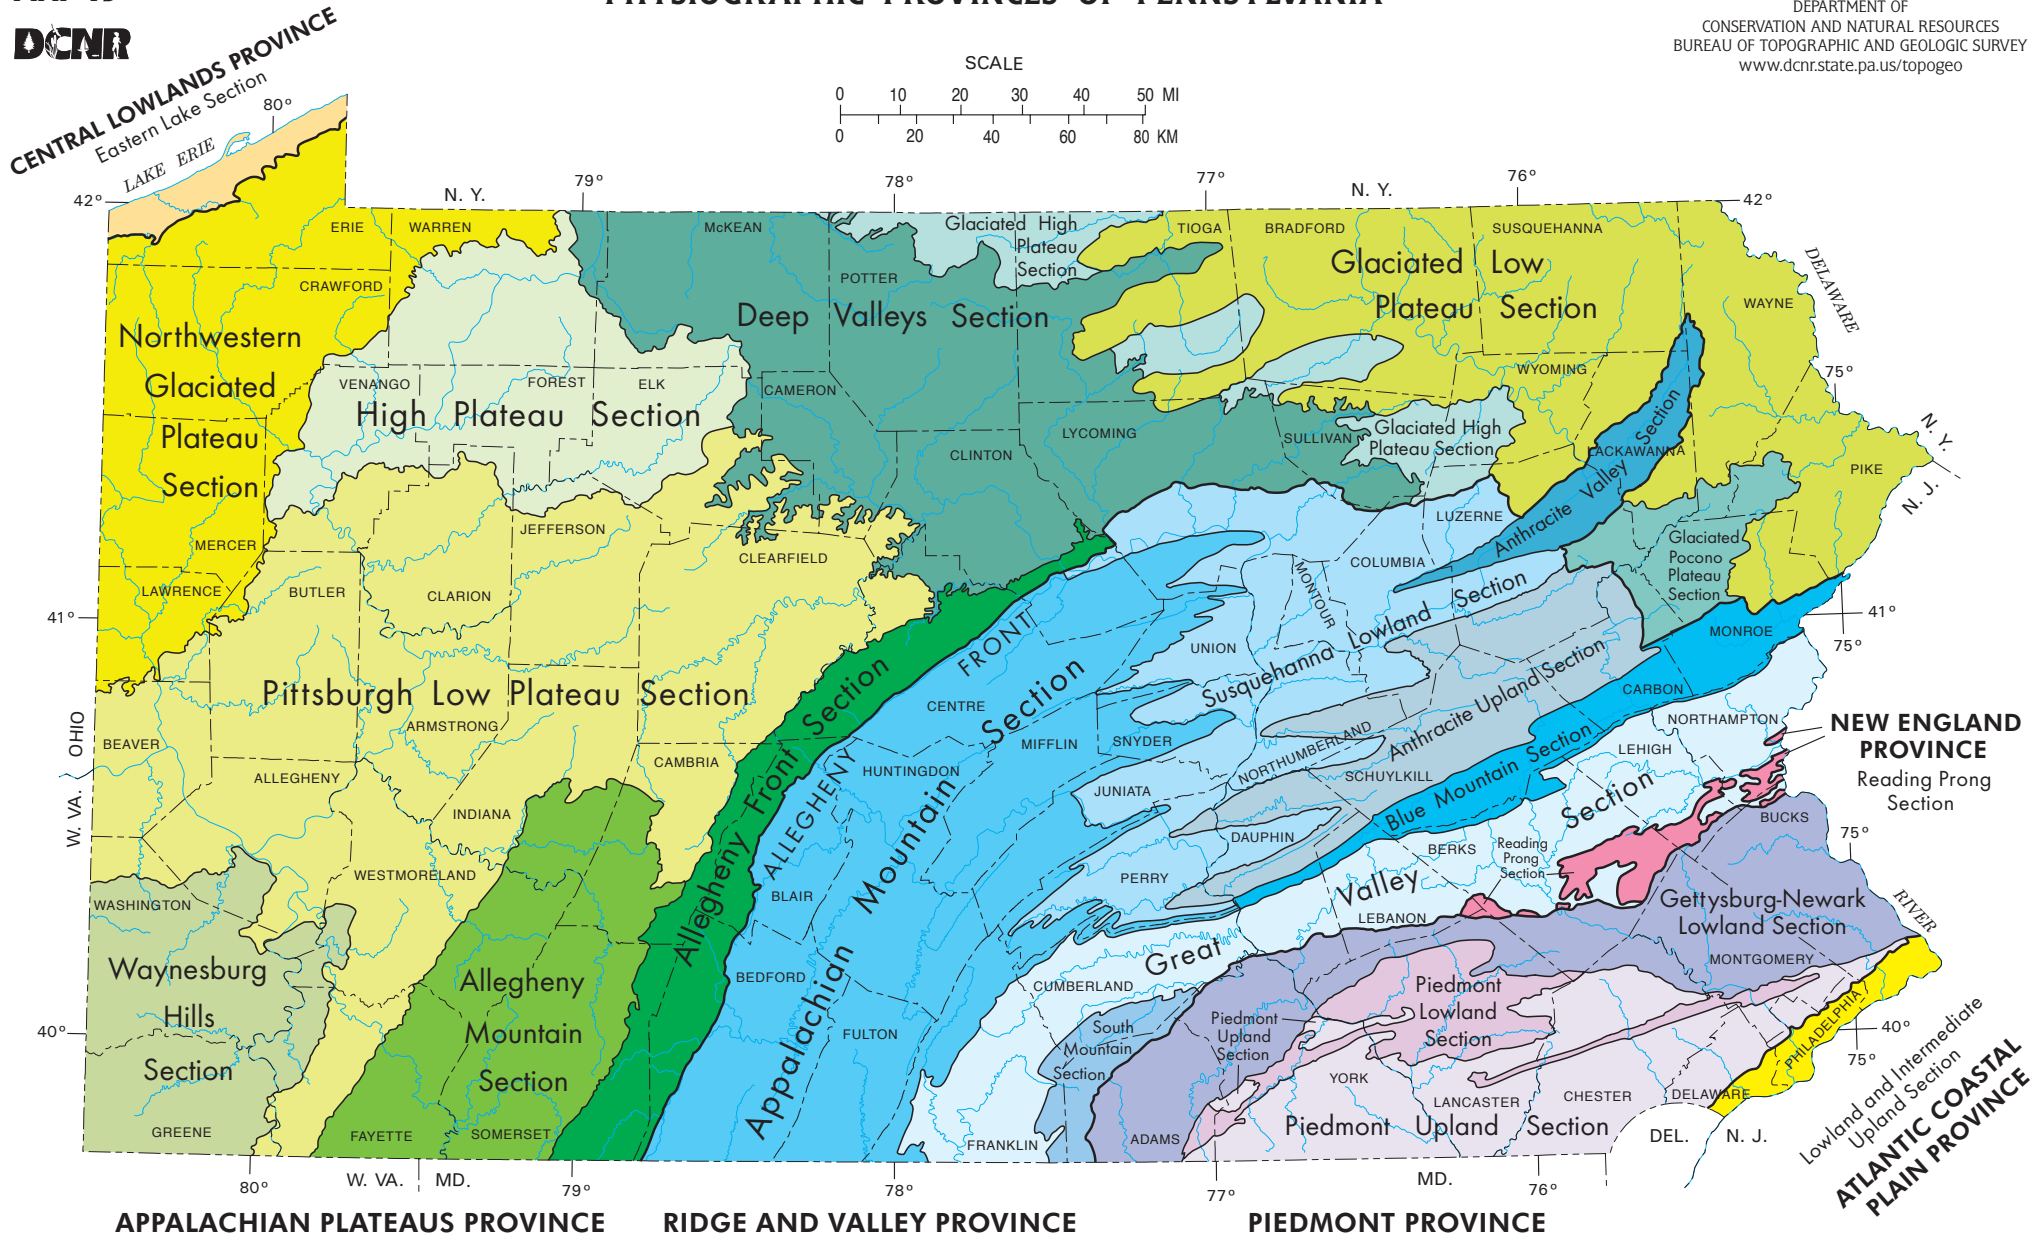 DCNR
PHYSIOGRAPHIC PROVINCES OF PENNSYLVANIA
DEPARTMENT OF
CONSERVATION AND NATURAL RESOURCES
BUREAU OF TOPOGRAPHIC AND GEOLOGIC SURVEY
www.dcnr.state.pa.us/topogeo
SCALE
0 10 20 30 40 50 MI
0 20 40 60 80 KM
CENTRAL LOWLANDS PROVINCE
Eastern Lake Section
80°
LAKE ERIE
42°
N. Y.
79°
78°
77°
N. Y.
76°
42°
ERIE
WARREN
McKEAN
Glaciated High
Plateau
Section
TIOGA
BRADFORD
SUSQUEHANNA
CRAWFORD
POTTER
Glaciated Low
Plateau Section
WAYNE
DELAWARE
Northwestern
Glaciated
Plateau
Section
Deep Valleys Section
VENANGO
FOREST
ELK
CAMERON
High Plateau Section
WYOMING
75°
LYCOMING
SULLIVAN
Glaciated High
Plateau Section
CLINTON
LACKAWANNA
Anthracite Valley Section
PIKE
N. Y.
N. J.
MERCER
JEFFERSON
CLEARFIELD
LUZERNE
COLUMBIA
MONTOUR
Glaciated
Pocono
Plateau
Section
LAWRENCE
BUTLER
CLARION
41°
41°
75°
Susquehanna Lowland Section
UNION
MONROE
Pittsburgh Low Plateau Section
ARMSTRONG
Allegheny Front Section
ALLEGHENY FRONT
CENTRE
Appalachian Mountain Section
MIFFLIN
SNYDER
NORTHUMBERLAND
Anthracite Upland Section
CARBON
NORTHAMPTON
NEW ENGLAND
PROVINCE
Reading Prong
Section
OHIO
W. VA.
BEAVER
ALLEGHENY
INDIANA
CAMBRIA
HUNTINGDON
JUNIATA
SCHUYLKILL
Blue Mountain Section
LEHIGH
DAUPHIN
BERKS
Reading
Prong
Section
BUCKS
75°
WASHINGTON
WESTMORELAND
BLAIR
PERRY
LEBANON
Great Valley Section
Gettysburg-Newark
Lowland Section
RIVER
Waynesburg
Hills
Section
Allegheny
Mountain
Section
BEDFORD
FULTON
CUMBERLAND
South
Mountain
Section
Piedmont
Upland
Section
Piedmont
Lowland
Section
MONTGOMERY
PHILADELPHIA
40°
40°
75°
YORK
LANCASTER
CHESTER
DELAWARE
GREENE
FAYETTE
SOMERSET
FRANKLIN
ADAMS
Piedmont Upland Section
DEL.
N. J.
Lowland and Intermediate
Upland Section
ATLANTIC COASTAL
PLAIN PROVINCE
80°
W. VA.
MD.
79°
78°
77°
MD.
76°
APPALACHIAN PLATEAUS PROVINCE
RIDGE AND VALLEY PROVINCE
PIEDMONT PROVINCE